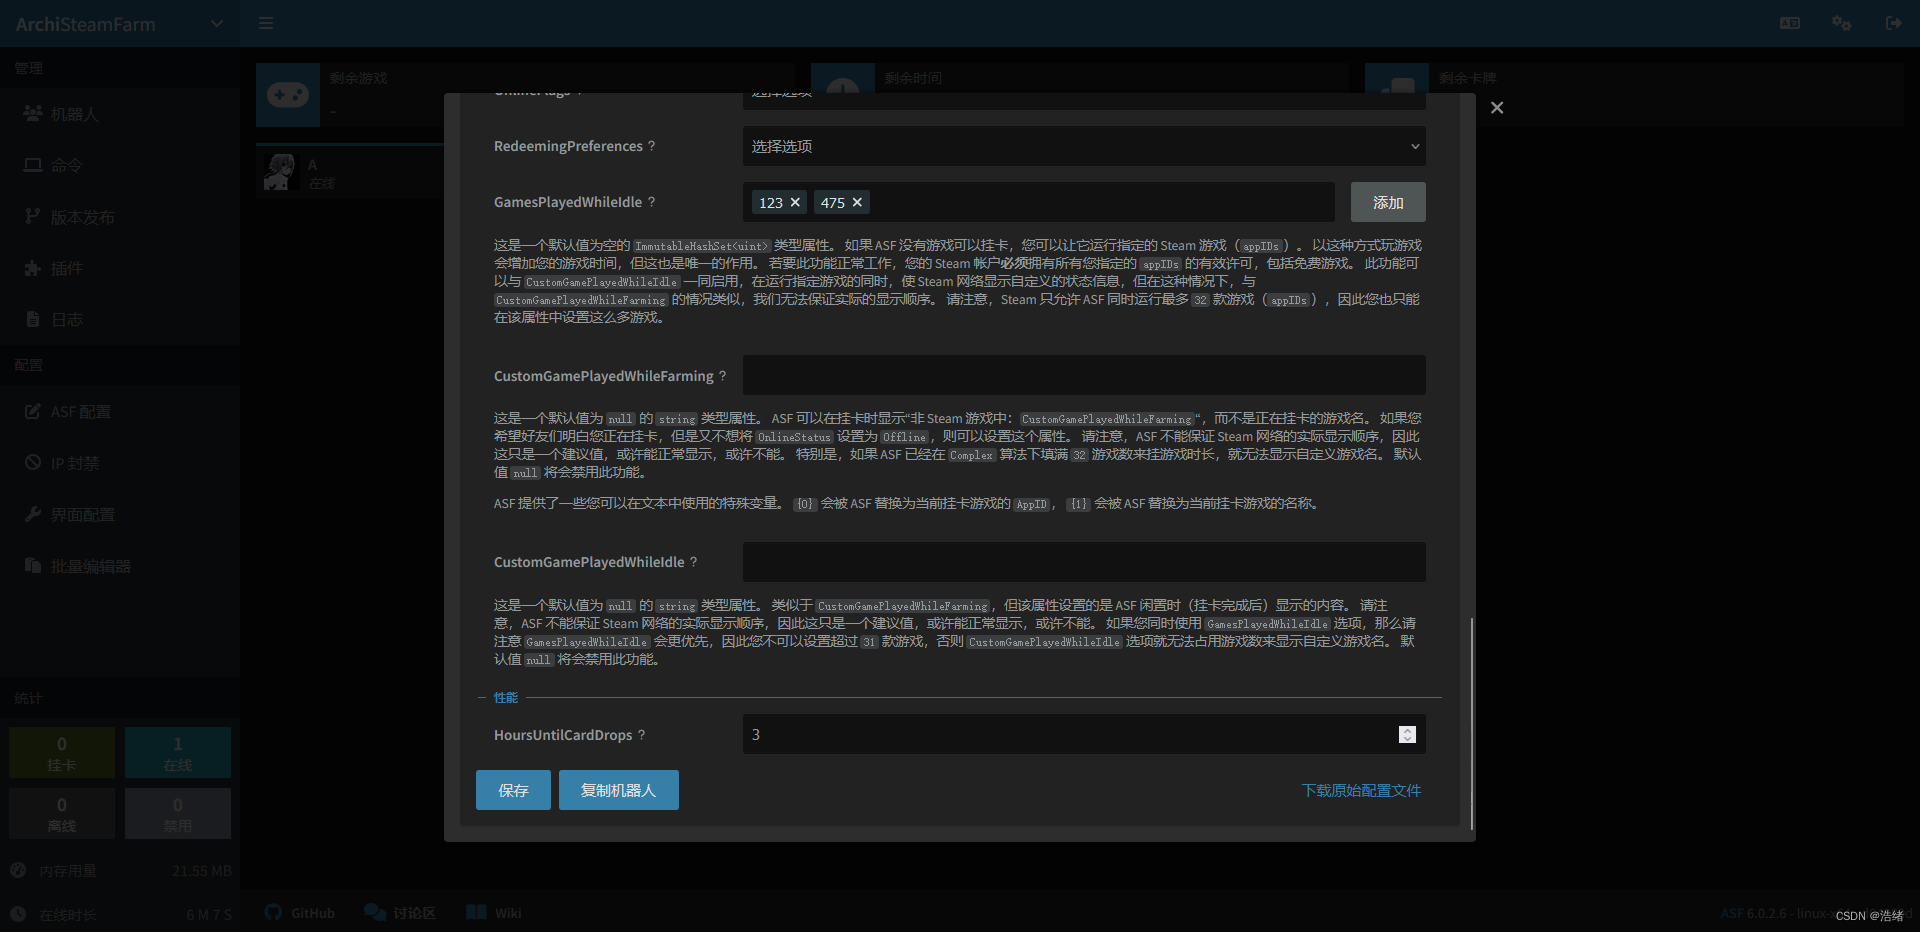 ArchiSteamFarm
管理
机器人
命令
版本发布
插件
日志
配置
ASF 配置
IP 封禁
界面配置
批量编辑器
统计
0
挂卡
1
在线
0
离线
0
禁用
内存用量 21.55 MB
在线时长 6 M 7 S
剩余游戏
-
剩余时间
剩余卡牌
A
在线
OnlineFlags ? 选择选项
RedeemingPreferences ? 选择选项
GamesPlayedWhileIdle ? 123 × 475 × 添加
这是一个默认值为空的 ImmutableHashSet<uint> 类型属性。 如果 ASF 没有游戏可以挂卡，您可以让它运行指定的 Steam 游戏（appIDs）。 以这种方式玩游戏
会增加您的游戏时间，但这也是唯一的作用。 若要此功能正常工作，您的 Steam 帐户必须拥有所有您指定的 appIDs 的有效许可，包括免费游戏。 此功能可
以与 CustomGamePlayedWhileIdle 一同启用，在运行指定游戏的同时，使 Steam 网络显示自定义的状态信息，但在这种情况下，与
CustomGamePlayedWhileFarming 的情况类似，我们无法保证实际的显示顺序。 请注意，Steam 只允许 ASF 同时运行最多 32 款游戏（appIDs），因此您也只能
在该属性中设置这么多游戏。
CustomGamePlayedWhileFarming ?
这是一个默认值为 null 的 string 类型属性。 ASF 可以在挂卡时显示“非 Steam 游戏中：CustomGamePlayedWhileFarming“，而不是正在挂卡的游戏名。 如果您
希望好友们明白您正在挂卡，但是又不想将 OnlineStatus 设置为 Offline，则可以设置这个属性。 请注意，ASF 不能保证 Steam 网络的实际显示顺序，因此
这只是一个建议值，或许能正常显示，或许不能。 特别是，如果 ASF 已经在 Complex 算法下填满 32 游戏数来挂游戏时长，就无法显示自定义游戏名。 默认
值 null 将会禁用此功能。
ASF 提供了一些您可以在文本中使用的特殊变量。 {0} 会被 ASF 替换为当前挂卡游戏的 AppID， {1} 会被 ASF 替换为当前挂卡游戏的名称。
CustomGamePlayedWhileIdle ?
这是一个默认值为 null 的 string 类型属性。 类似于 CustomGamePlayedWhileFarming，但该属性设置的是 ASF 闲置时（挂卡完成后）显示的内容。 请注
意，ASF 不能保证 Steam 网络的实际显示顺序，因此这只是一个建议值，或许能正常显示，或许不能。 如果您同时使用 GamesPlayedWhileIdle 选项，那么请
注意 GamesPlayedWhileIdle 会更优先，因此您不可以设置超过 31 款游戏，否则 CustomGamePlayedWhileIdle 选项就无法占用游戏数来显示自定义游戏名。 默
认值 null 将会禁用此功能。
性能
HoursUntilCardDrops ? 3
保存 复制机器人 下载原始配置文件
GitHub 讨论区 Wiki
ASF 6.0.2.6 - linux-
CSDN @浩绪